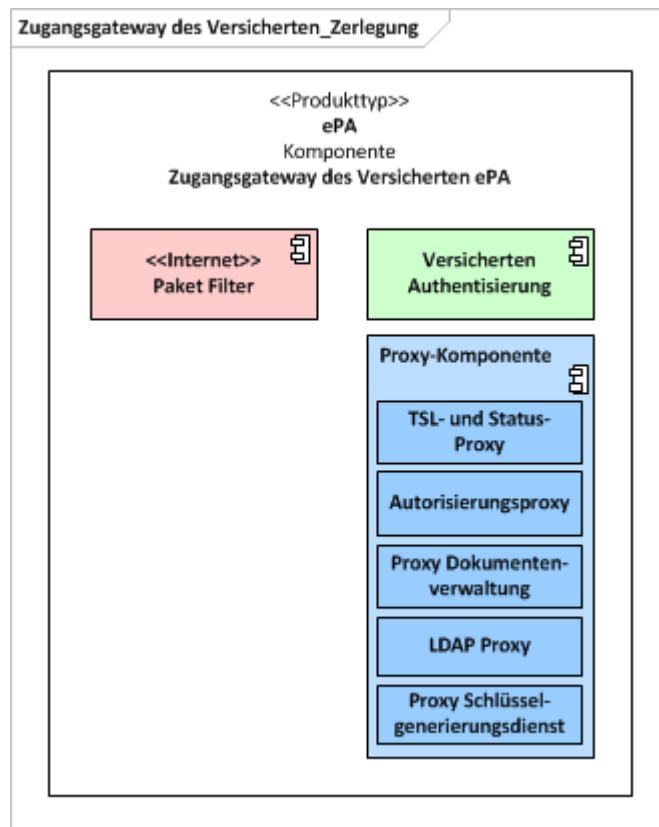 Zugangsgateway des Versicherten_Zerlegung
<<Produkttyp>>
ePA
Komponente
Zugangsgateway des Versicherten ePA
<<Internet>>
Paket Filter
Versicherten
Authentisierung
Proxy-Komponente
TSL- und Status-
Proxy
Autorisierungsproxy
Proxy Dokumenten-
verwaltung
LDAP Proxy
Proxy Schlüssel-
generierungsdienst